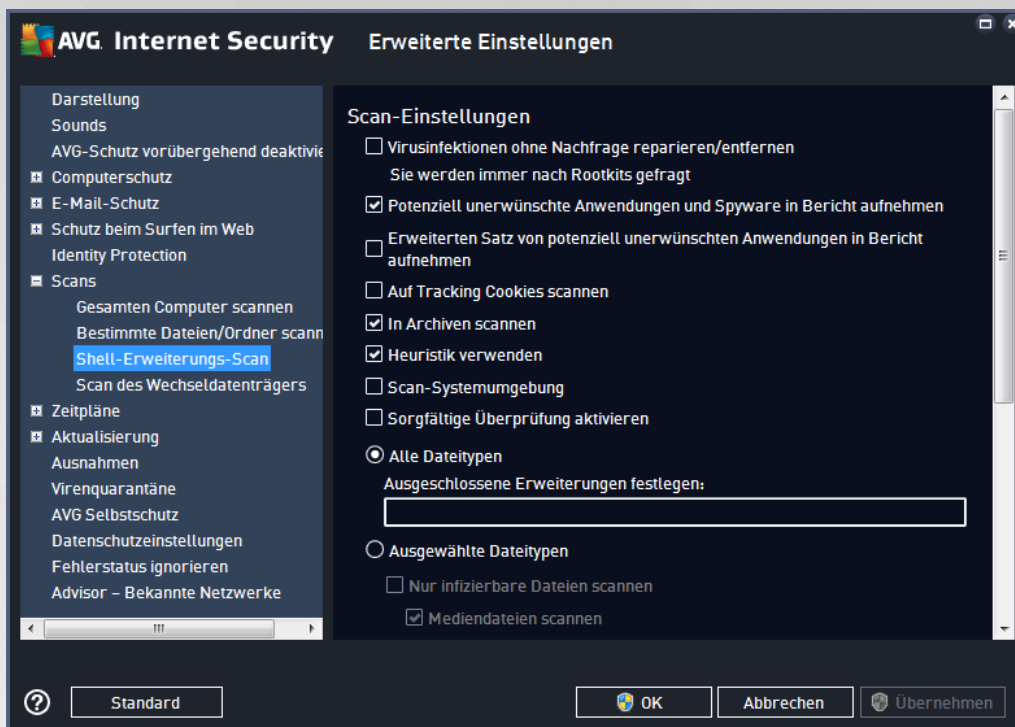 AVG. Internet Security Erweiterte Einstellungen
Darstellung
Sounds
AVG-Schutz vorübergehend deaktivie
Computerschutz
E-Mail-Schutz
Schutz beim Surfen im Web
Identity Protection
Scans
Gesamten Computer scannen
Bestimmte Dateien/Ordner scann
Shell-Erweiterungs-Scan
Scan des Wechseldatenträgers
Zeitpläne
Aktualisierung
Ausnahmen
Virenquarantäne
AVG Selbstschutz
Datenschutzeinstellungen
Fehlerstatus ignorieren
Advisor – Bekannte Netzwerke
Scan-Einstellungen
Virusinfektionen ohne Nachfrage reparieren/entfernen
Sie werden immer nach Rootkits gefragt
Potenziell unerwünschte Anwendungen und Spyware in Bericht aufnehmen
Erweiterten Satz von potenziell unerwünschten Anwendungen in Bericht
aufnehmen
Auf Tracking Cookies scannen
In Archiven scannen
Heuristik verwenden
Scan-Systemumgebung
Sorgfältige Überprüfung aktivieren
Alle Dateitypen
Ausgeschlossene Erweiterungen festlegen:
Ausgewählte Dateitypen
Nur infizierbare Dateien scannen
Mediendateien scannen
? Standard OK Abbrechen Übernehmen